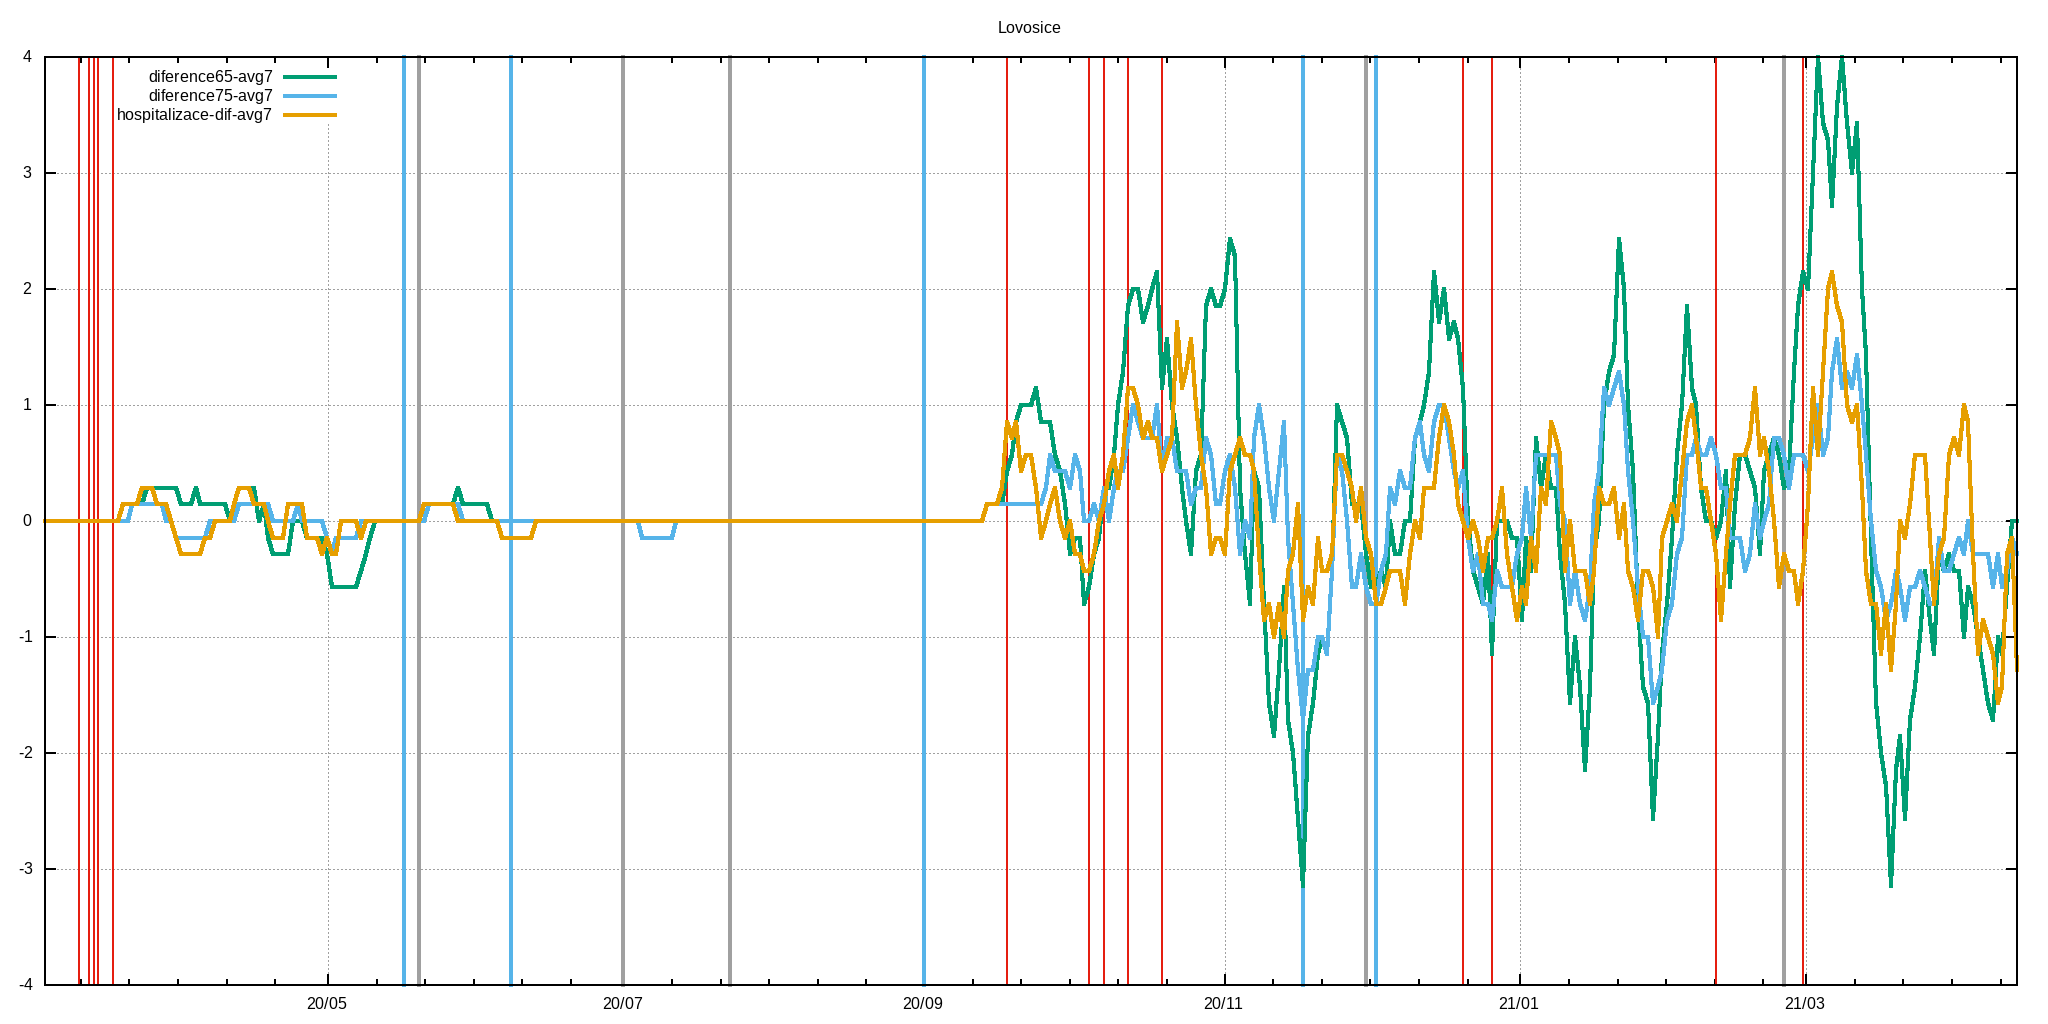 Lovosice
diference65-avg7
diference75-avg7
hospitalizace-dif-avg7
4
3
2
1
0
-1
-2
-3
-4
20/05 20/07 20/09 20/11 21/01 21/03